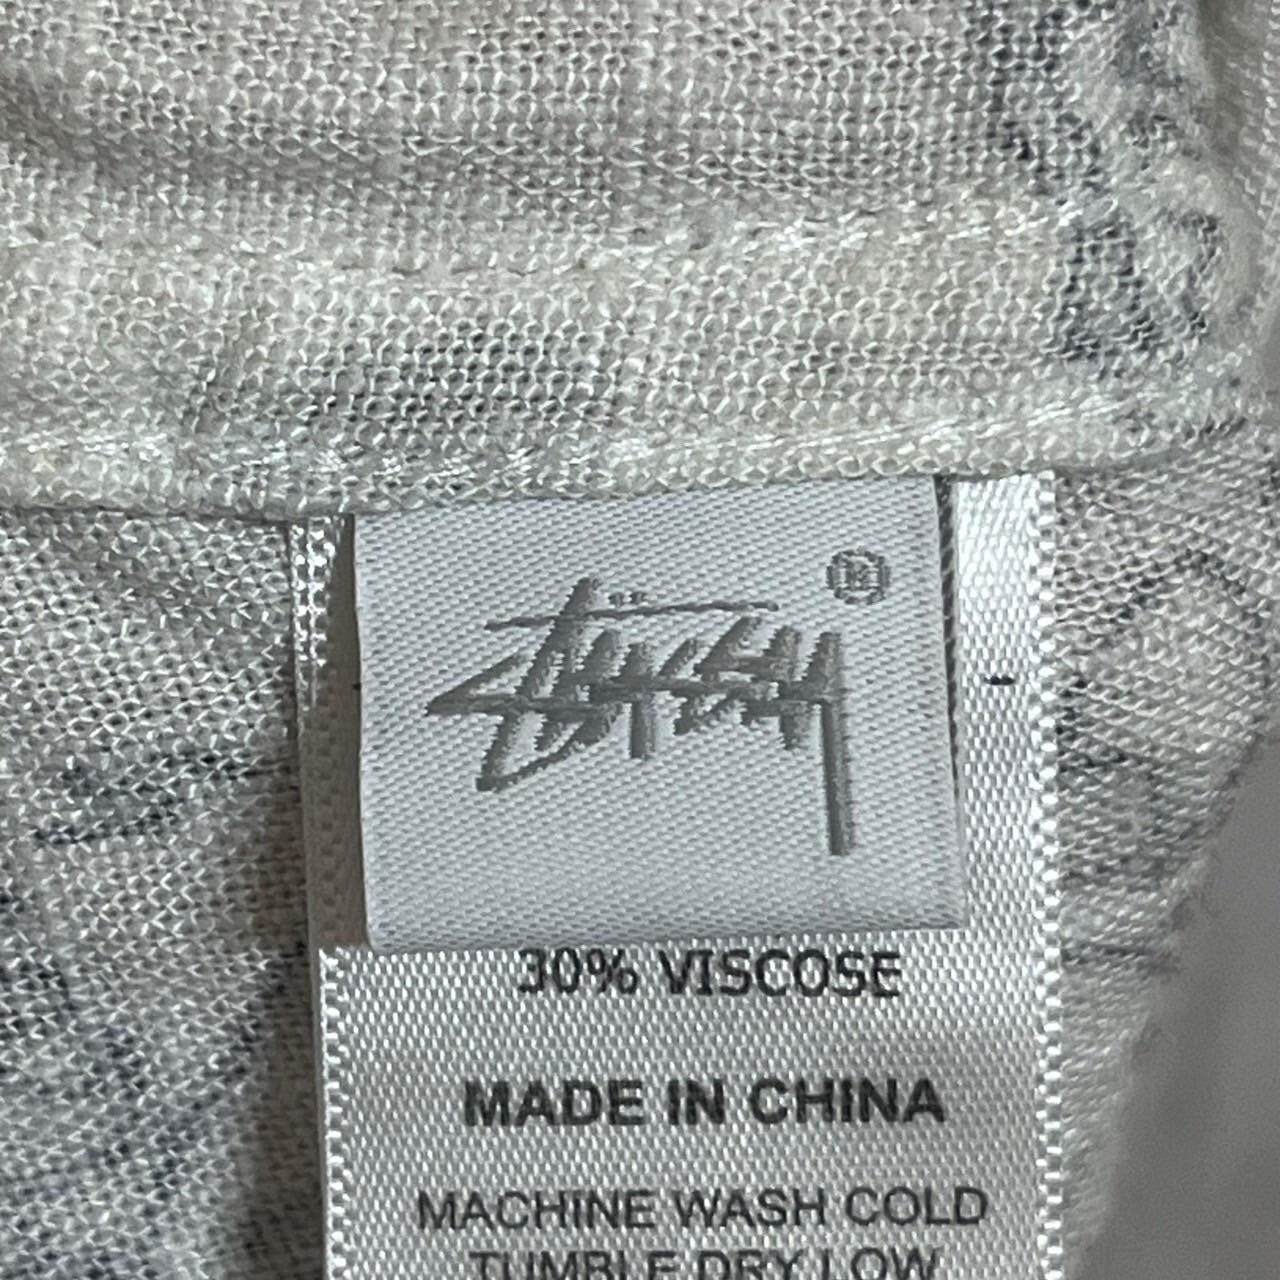 Stüssy ®
30% VISCOSE
MADE IN CHINA
MACHINE WASH COLD
TUMBLE DRY LOW